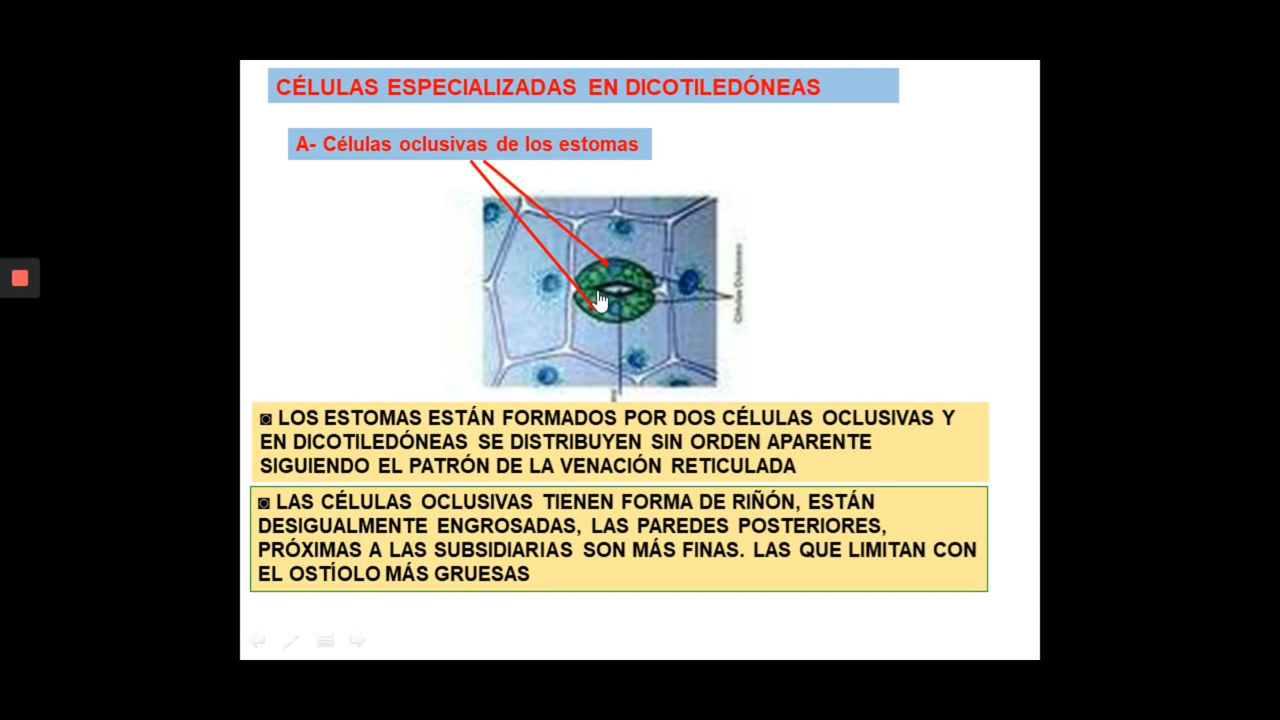 CÉLULAS ESPECIALIZADAS EN DICOTILEDÓNEAS
A- Células oclusivas de los estomas
Células Oclusivas
◙ LOS ESTOMAS ESTÁN FORMADOS POR DOS CÉLULAS OCLUSIVAS Y
EN DICOTILEDÓNEAS SE DISTRIBUYEN SIN ORDEN APARENTE
SIGUIENDO EL PATRÓN DE LA VENACIÓN RETICULADA
◙ LAS CÉLULAS OCLUSIVAS TIENEN FORMA DE RIÑÓN, ESTÁN
DESIGUALMENTE ENGROSADAS, LAS PAREDES POSTERIORES,
PRÓXIMAS A LAS SUBSIDIARIAS SON MÁS FINAS. LAS QUE LIMITAN CON
EL OSTÍOLO MÁS GRUESAS